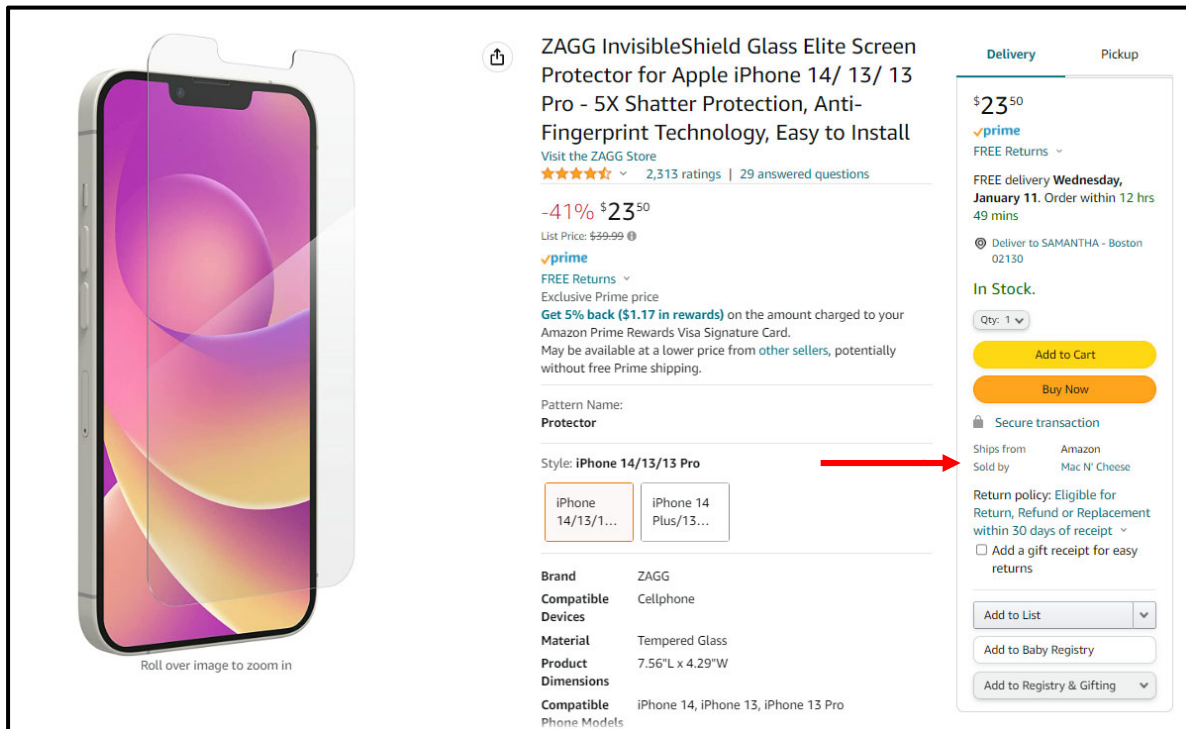 ZAGG InvisibleShield Glass Elite Screen
Protector for Apple iPhone 14/ 13/ 13
Pro - 5X Shatter Protection, Anti-
Fingerprint Technology, Easy to Install
Visit the ZAGG Store
2,313 ratings | 29 answered questions
-41% $23 50
List Price: $39.99
prime
FREE Returns
Exclusive Prime price
Get 5% back ($1.17 in rewards) on the amount charged to your
Amazon Prime Rewards Visa Signature Card.
May be available at a lower price from other sellers, potentially
without free Prime shipping.
Pattern Name:
Protector
Style: iPhone 14/13/13 Pro
iPhone
14/13/1...
iPhone 14
Plus/13...
Brand ZAGG
Compatible Cellphone
Devices
Material Tempered Glass
Product 7.56"L x 4.29"W
Dimensions
Compatible iPhone 14, iPhone 13, iPhone 13 Pro
Phone Models
Roll over image to zoom in
Delivery Pickup
$23 50
prime
FREE Returns
FREE delivery Wednesday,
January 11. Order within 12 hrs
49 mins
Deliver to SAMANTHA - Boston
02130
In Stock.
Qty: 1
Add to Cart
Buy Now
Secure transaction
Ships from Amazon
Sold by Mac N' Cheese
Return policy: Eligible for
Return, Refund or Replacement
within 30 days of receipt
Add a gift receipt for easy
returns
Add to List
Add to Baby Registry
Add to Registry & Gifting